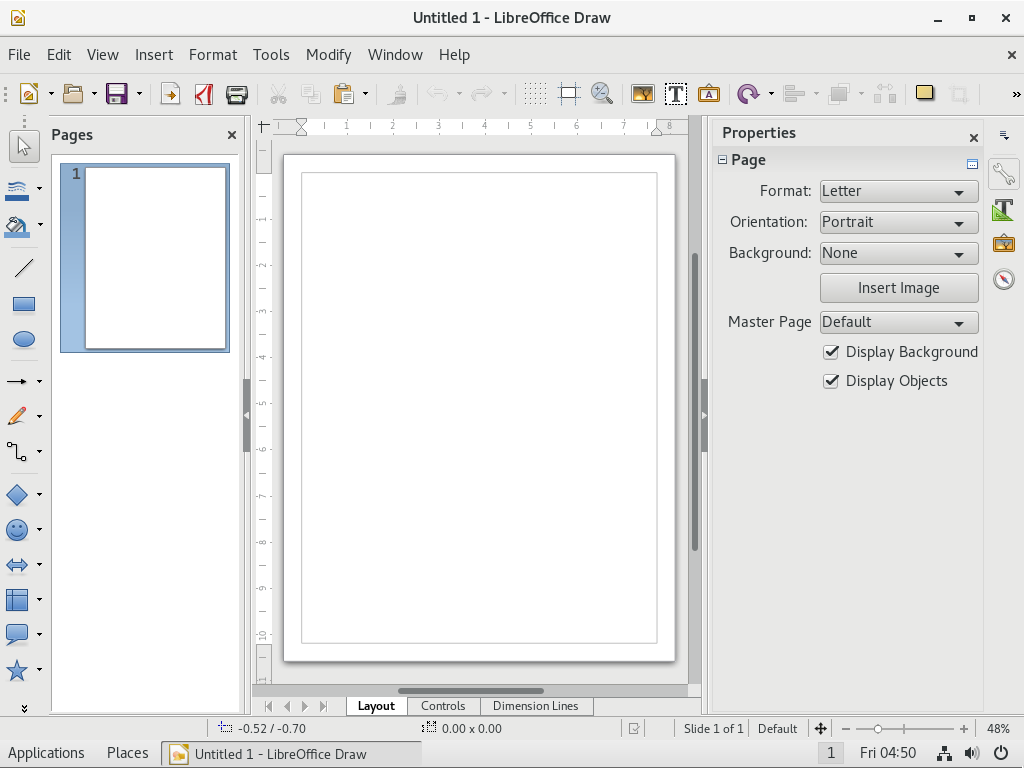 Untitled 1 - LibreOffice Draw
File Edit View Insert Format Tools Modify Window Help
Pages
1
1 2 3 4 5 6 7 8
1
2
3
4
5
6
7
8
9
10
Properties
Page
Format: Letter
Orientation: Portrait
Background: None
Insert Image
Master Page Default
Display Background
Display Objects
Layout Controls Dimension Lines
-0.52 / -0.70 0.00 x 0.00 Slide 1 of 1 Default 48%
Applications Places Untitled 1 - LibreOffice Draw 1 Fri 04:50